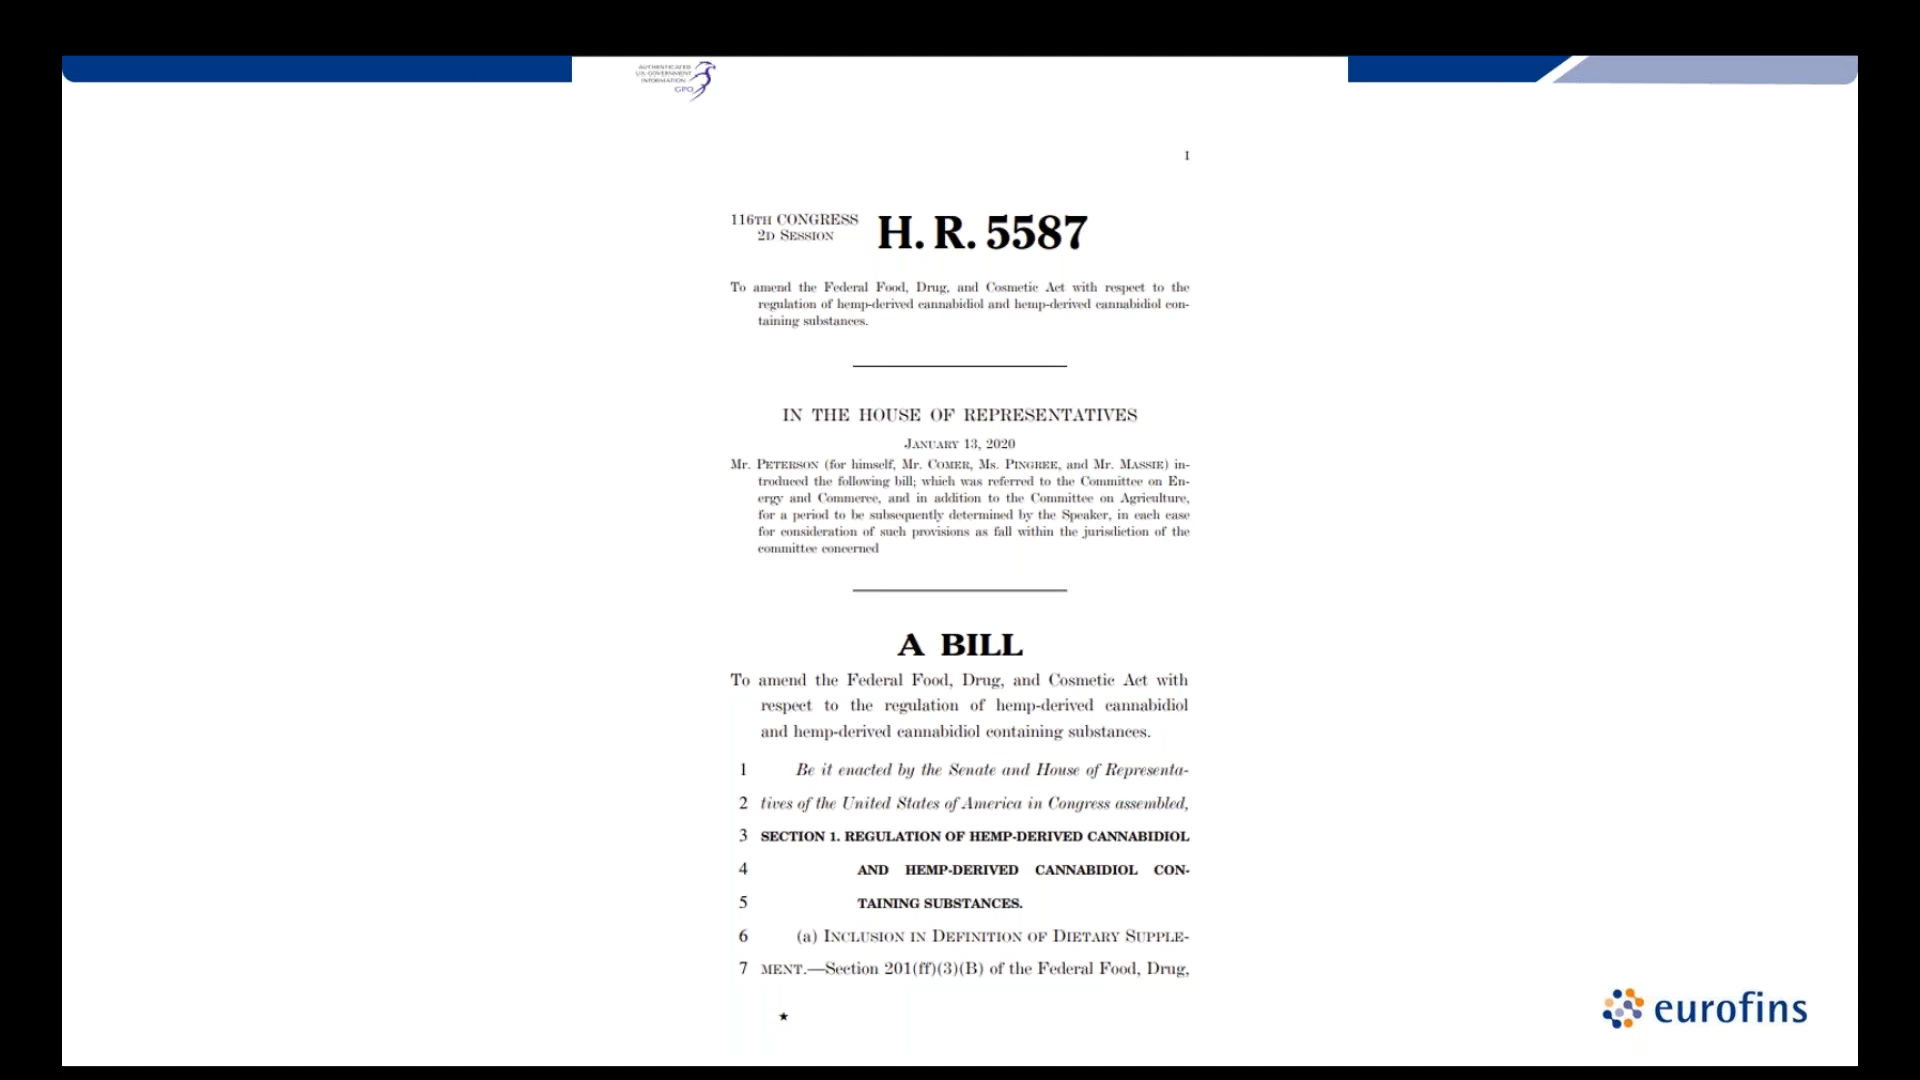 AUTHENTICATED
U.S. GOVERNMENT
INFORMATION
GPO
I
116TH CONGRESS
2D SESSION
H. R. 5587
To amend the Federal Food, Drug, and Cosmetic Act with respect to the
regulation of hemp-derived cannabidiol and hemp-derived cannabidiol con-
taining substances.
IN THE HOUSE OF REPRESENTATIVES
JANUARY 13, 2020
Mr. PETERSON (for himself, Mr. COMER, Ms. PINGREE, and Mr. MASSIE) in-
troduced the following bill; which was referred to the Committee on En-
ergy and Commerce, and in addition to the Committee on Agriculture,
for a period to be subsequently determined by the Speaker, in each case
for consideration of such provisions as fall within the jurisdiction of the
committee concerned
A BILL
To amend the Federal Food, Drug, and Cosmetic Act with
respect to the regulation of hemp-derived cannabidiol
and hemp-derived cannabidiol containing substances.
1 Be it enacted by the Senate and House of Representa-
2 tives of the United States of America in Congress assembled,
3 SECTION 1. REGULATION OF HEMP-DERIVED CANNABIDIOL
4 AND HEMP-DERIVED CANNABIDIOL CON-
5 TAINING SUBSTANCES.
6 (a) INCLUSION IN DEFINITION OF DIETARY SUPPLE-
7 MENT.—Section 201(ff)(3)(B) of the Federal Food, Drug,
eurofins